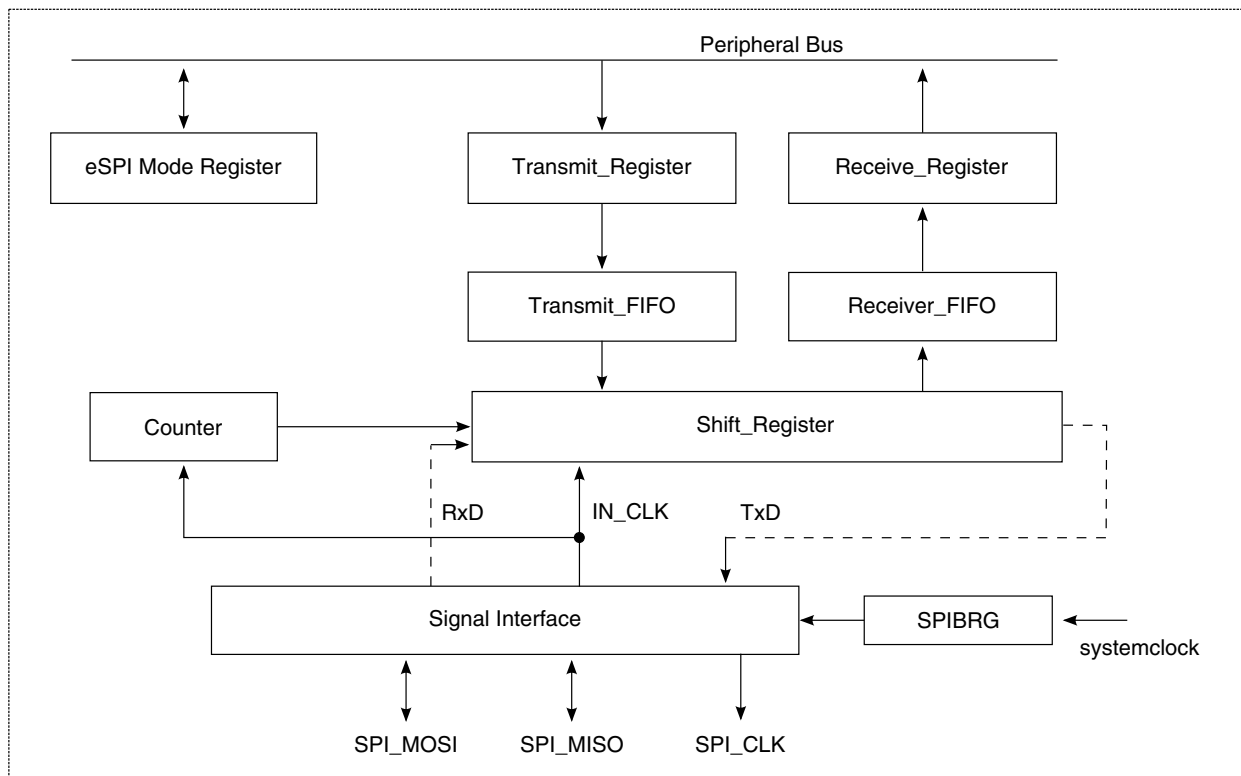 Peripheral Bus
eSPI Mode Register
Transmit_Register
Receive_Register
Transmit_FIFO
Receiver_FIFO
Counter
Shift_Register
RxD
IN_CLK
TxD
Signal Interface
SPIBRG
systemclock
SPI_MOSI
SPI_MISO
SPI_CLK